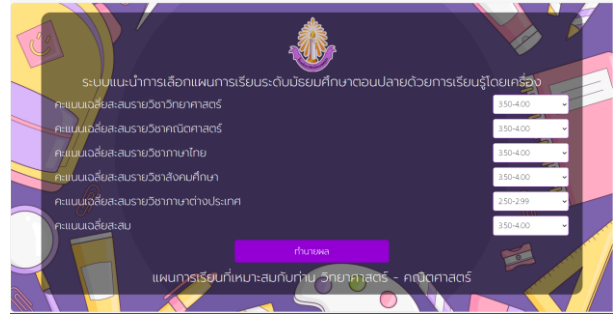 ระบบแนะนำการเลือกแผนการเรียนระดับมัธยมศึกษาตอนปลายด้วยการเรียนรู้โดยเครื่อง
คะแนนเฉลี่ยสะสมรายวิชาวิทยาศาสตร์ 3.50-4.00
คะแนนเฉลี่ยสะสมรายวิชาคณิตศาสตร์ 3.50-4.00
คะแนนเฉลี่ยสะสมรายวิชาภาษาไทย 3.50-4.00
คะแนนเฉลี่ยสะสมรายวิชาสังคมศึกษา 3.50-4.00
คะแนนเฉลี่ยสะสมรายวิชาภาษาต่างประเทศ 2.50-2.99
คะแนนเฉลี่ยสะสม 3.50-4.00
ทำนายผล
แผนการเรียนที่เหมาะสมกับท่าน วิทยาศาสตร์ - คณิตศาสตร์